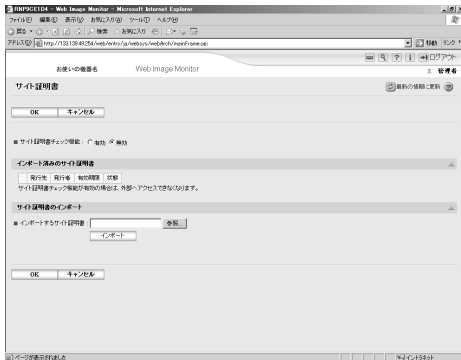 RNP9CE1D4 - Web Image Monitor - Microsoft Internet Explorer
ファイル(F) 編集(E) 表示(V) お気に入り(A) ツール(T) ヘルプ(H)
戻る 検索 お気に入り
アドレス(D) http://133.139.49.254/web/entry/ja/websys/webArch/mainFrame.cgi 移動 リンク
ログアウト
お使いの機器名 Web Image Monitor 管理者
サイト証明書 最新の情報に更新
OK キャンセル
■ サイト証明書チェック機能 : 有効 無効
インポート済みのサイト証明書
発行先 発行者 有効期限 状態
サイト証明書チェック機能が有効の場合は、外部へアクセスできなくなります。
サイト証明書のインポート
■ インポートするサイト証明書 : 参照...
インポート
OK キャンセル
ページが表示されました イントラネット